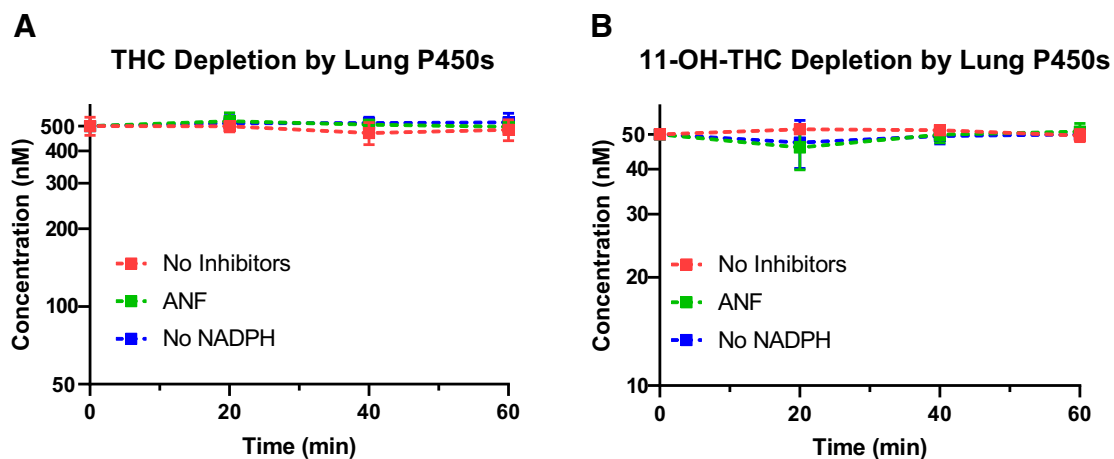 A
THC Depletion by Lung P450s
Concentration (nM)
500
400
300
200
100
50
No Inhibitors
ANF
No NADPH
0
20
40
60
Time (min)
B
11-OH-THC Depletion by Lung P450s
Concentration (nM)
50
40
30
20
10
No Inhibitors
ANF
No NADPH
0
20
40
60
Time (min)